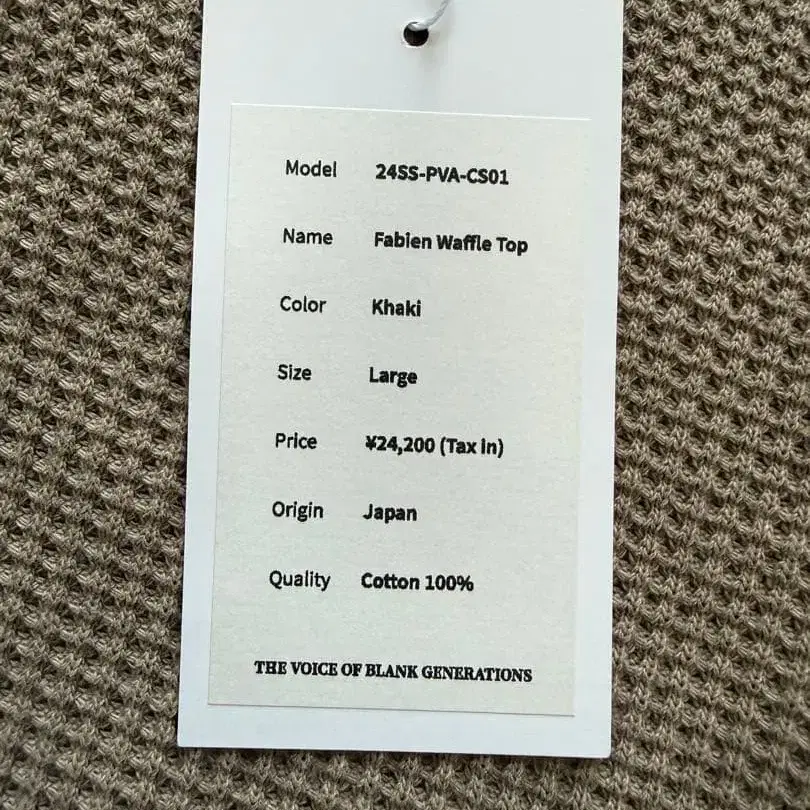 Model 24SS-PVA-CS01
Name Fabien Waffle Top
Color Khaki
Size Large
Price ¥24,200 (Tax in)
Origin Japan
Quality Cotton 100%
THE VOICE OF BLANK GENERATIONS